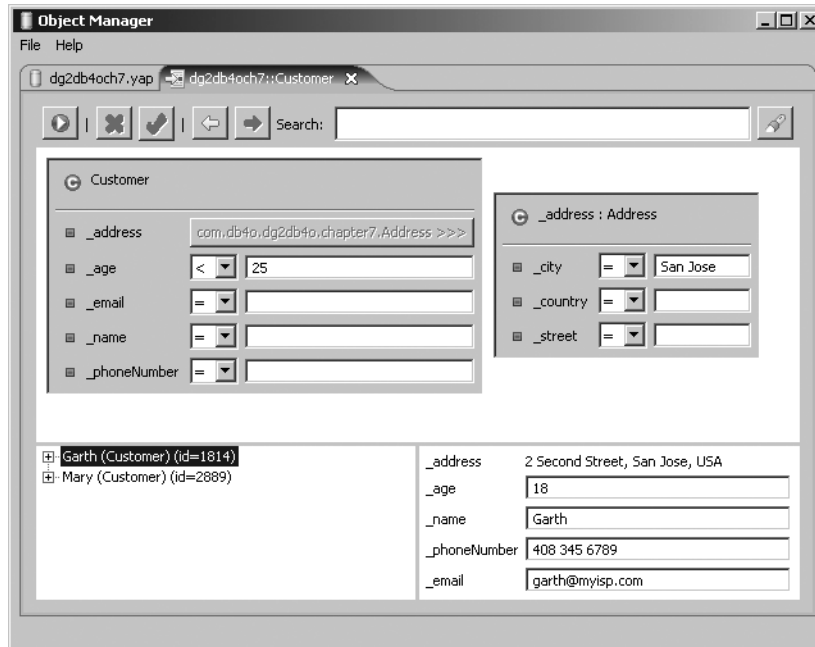 Object Manager
File Help
dg2db4och7.yap dg2db4och7::Customer X
Search:
Customer
_address com.db4o.dg2db4o.chapter7.Address >>>
_age < 25
_email =
_name =
_phoneNumber =
_address : Address
_city = San Jose
_country =
_street =
Garth (Customer) (id=1814)
Mary (Customer) (id=2889)
_address 2 Second Street, San Jose, USA
_age 18
_name Garth
_phoneNumber 408 345 6789
_email garth@myisp.com